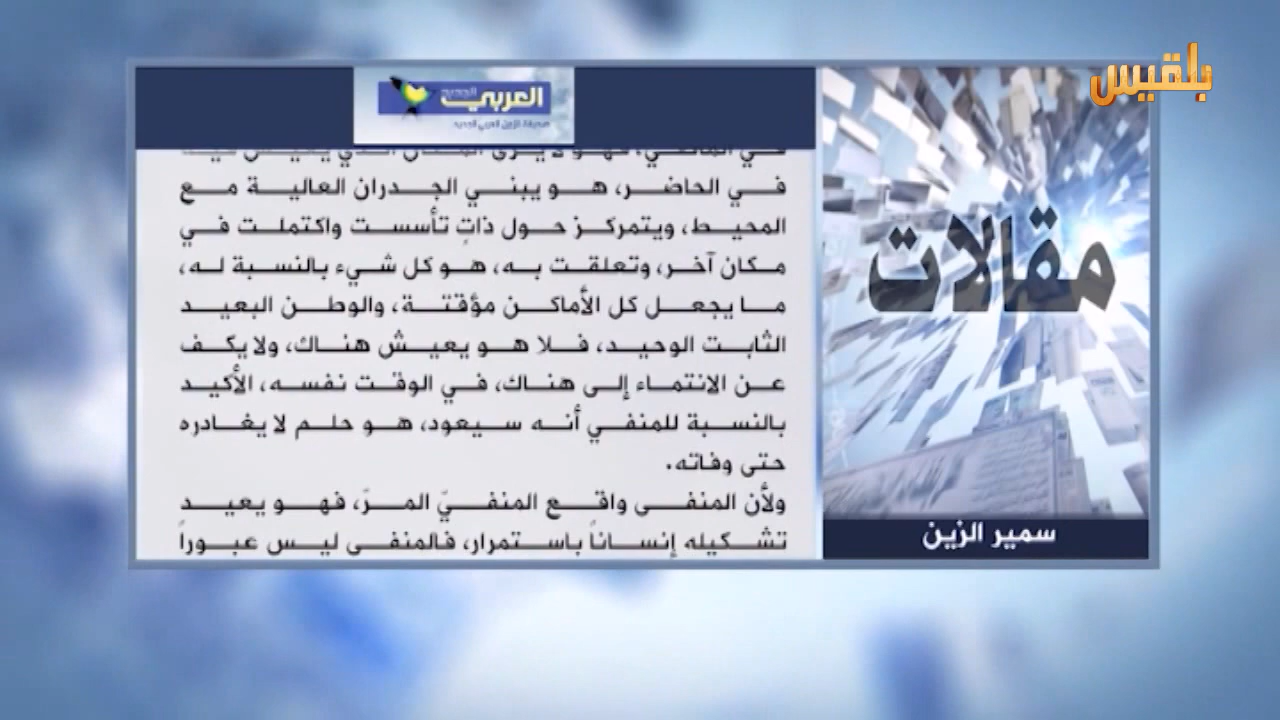 بلقيس
العربي الجديد
مقالات
سمير الزين
في الحاضر، هو يبني الجدران العالية مع
المحيط، ويتمركز حول ذاتٍ تأسست واكتملت في
مكان آخر، وتعلقت به، هو كل شيء بالنسبة له،
ما يجعل كل الأماكن مؤقتة، والوطن البعيد
الثابت الوحيد، فلا هو يعيش هناك، ولا يكف
عن الانتماء إلى هناك، في الوقت نفسه، الأكيد
بالنسبة للمنفي أنه سيعود، هو حلم لا يغادره
حتى وفاته.
ولأن المنفى واقع المنفيّ المرّ، فهو يعيد
تشكيله إنساناً باستمرار، فالمنفى ليس عبوراً